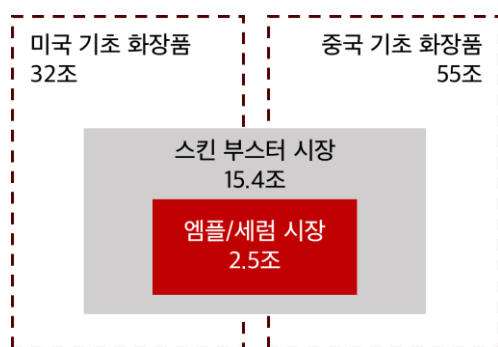 미국 기초 화장품
32조
중국 기초 화장품
55조
스킨 부스터 시장
15.4조
엠플/세럼 시장
2.5조